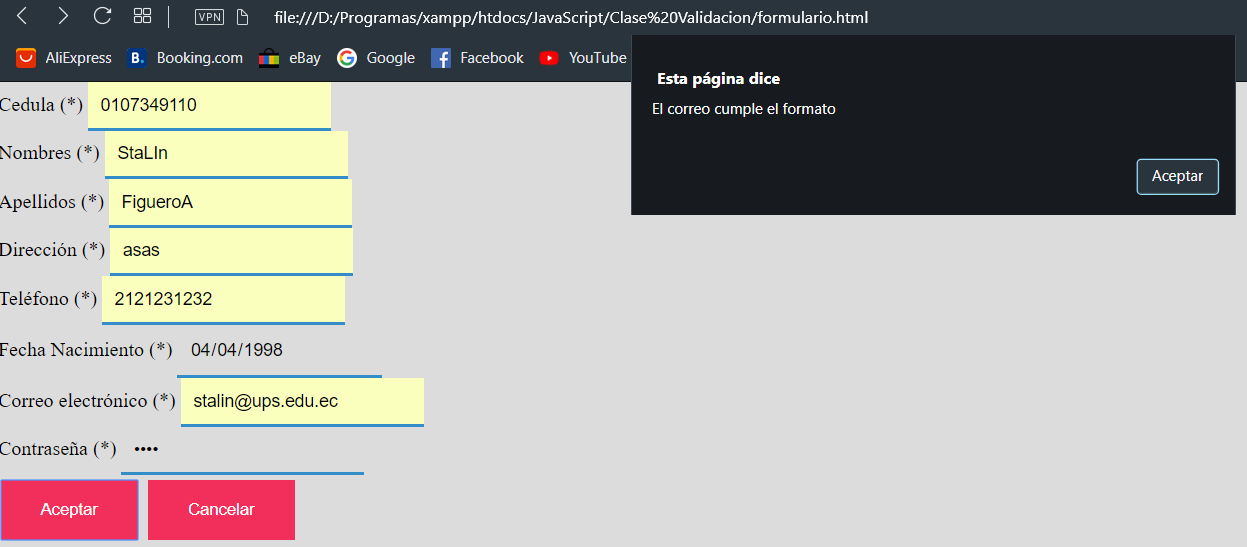 VPN file:///D:/Programas/xampp/htdocs/JavaScript/Clase%20Validacion/formulario.html
AliExpress B. Booking.com eBay G Google f Facebook YouTube
Esta página dice
El correo cumple el formato
Aceptar
Cedula (*) 0107349110
Nombres (*) StaLIn
Apellidos (*) FigueroA
Dirección (*) asas
Teléfono (*) 2121231232
Fecha Nacimiento (*) 04/04/1998
Correo electrónico (*) stalin@ups.edu.ec
Contraseña (*) ••••
Aceptar Cancelar